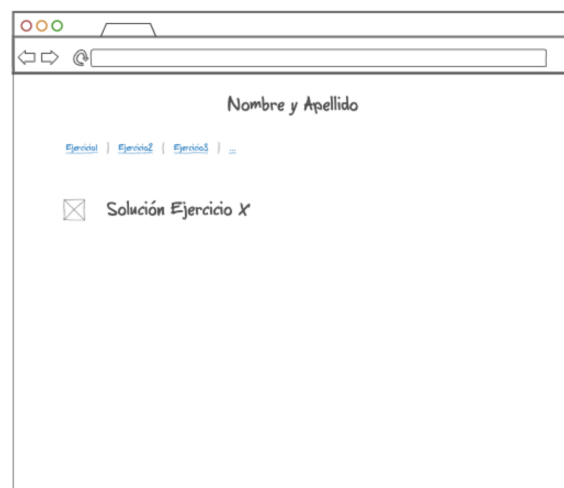 Nombre y Apellido
Ejercicio1 | Ejercicio2 | Ejercicio3 | ...
Solución Ejercicio X